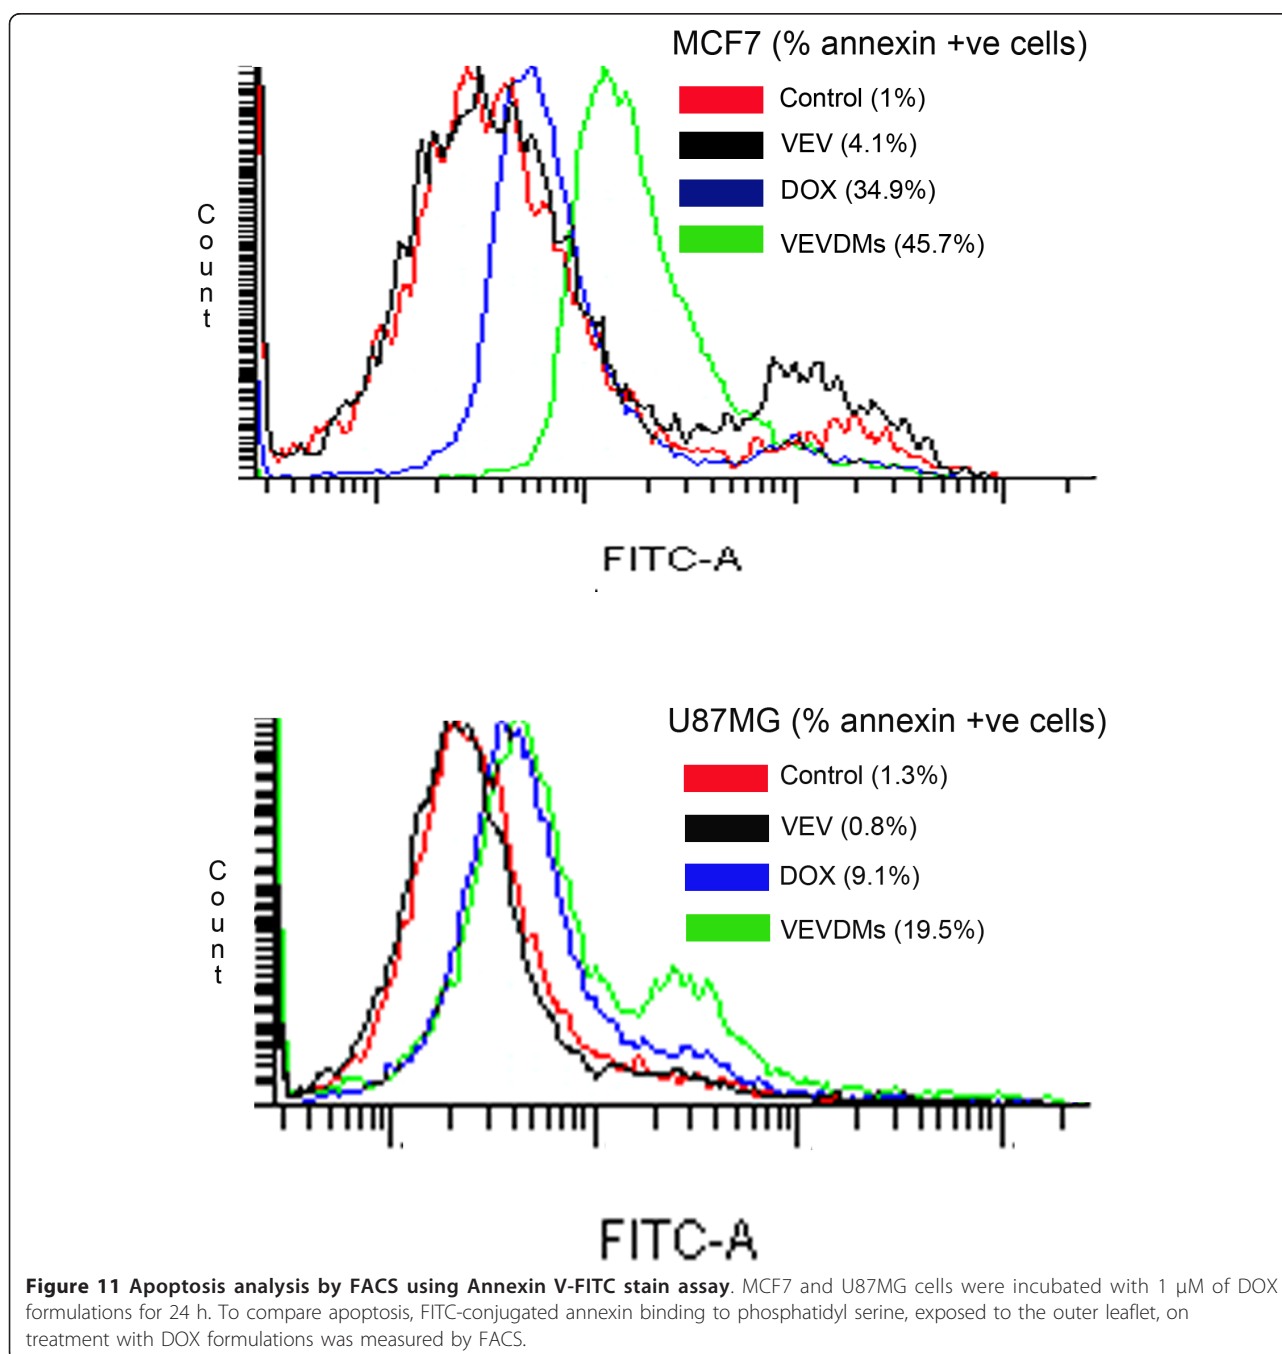 MCF7 (% annexin +ve cells)
Control (1%)
VEV (4.1%)
DOX (34.9%)
VEVDMs (45.7%)
Count
FITC-A
U87MG (% annexin +ve cells)
Control (1.3%)
VEV (0.8%)
DOX (9.1%)
VEVDMs (19.5%)
Count
FITC-A
Figure 11 Apoptosis analysis by FACS using Annexin V-FITC stain assay. MCF7 and U87MG cells were incubated with 1 μM of DOX
formulations for 24 h. To compare apoptosis, FITC-conjugated annexin binding to phosphatidyl serine, exposed to the outer leaflet, on
treatment with DOX formulations was measured by FACS.